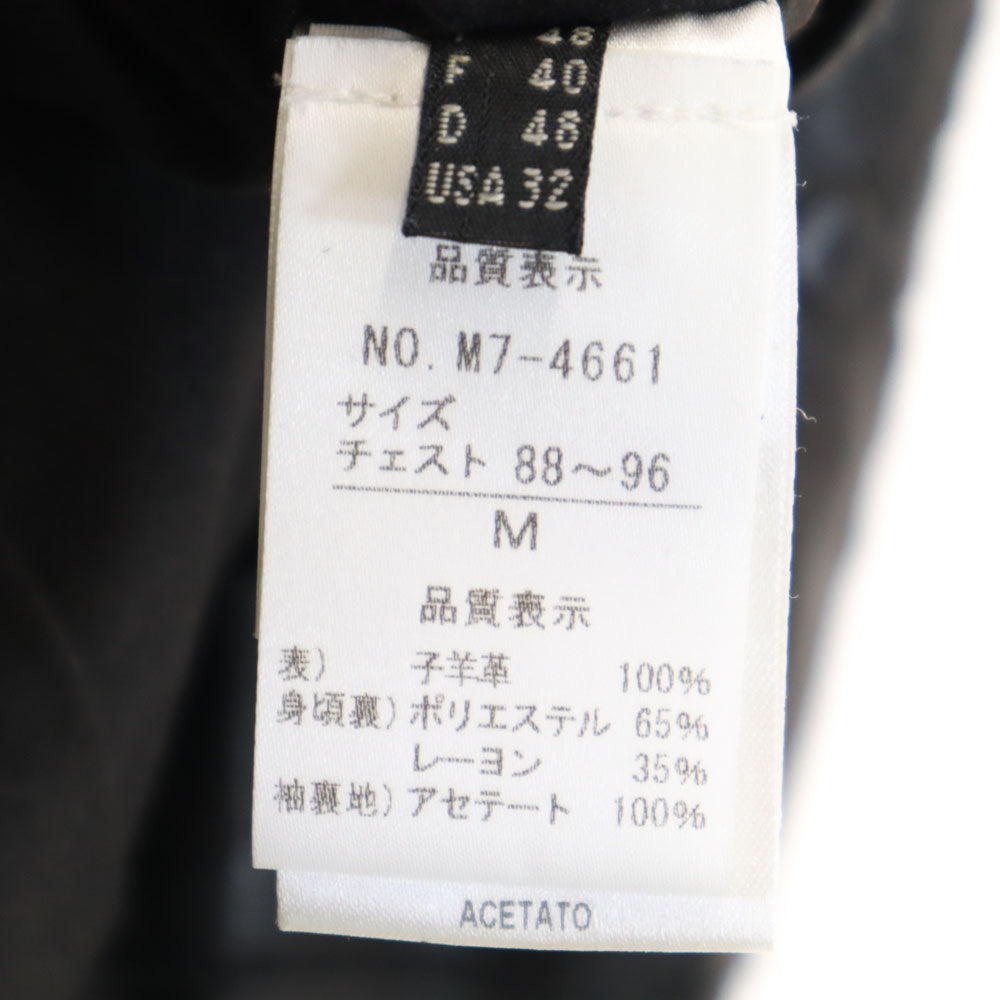 48
F 40
D 48
USA 32
品質表示
NO. M7-4661
サイズ
チェスト 88～96
M
品質表示
表) 子羊革 100%
身頃裏) ポリエステル 65%
レーヨン 35%
袖裏地) アセテート 100%
ACETATO